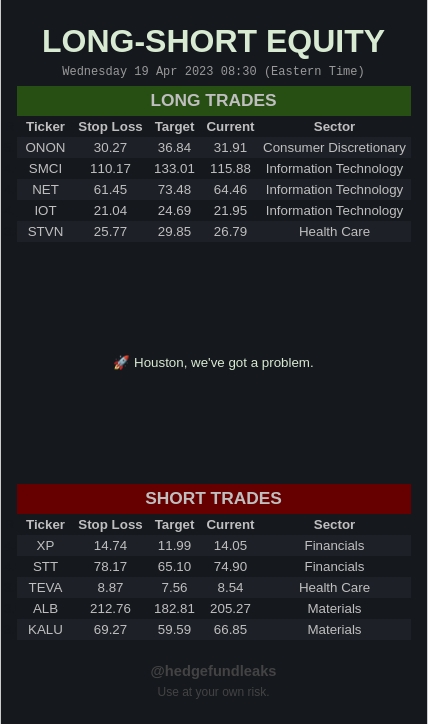 LONG-SHORT EQUITY
Wednesday 19 Apr 2023 08:30 (Eastern Time)
LONG TRADES
Ticker Stop Loss Target Current Sector
ONON 30.27 36.84 31.91 Consumer Discretionary
SMCI 110.17 133.01 115.88 Information Technology
NET 61.45 73.48 64.46 Information Technology
IOT 21.04 24.69 21.95 Information Technology
STVN 25.77 29.85 26.79 Health Care
🚀 Houston, we've got a problem.
SHORT TRADES
Ticker Stop Loss Target Current Sector
XP 14.74 11.99 14.05 Financials
STT 78.17 65.10 74.90 Financials
TEVA 8.87 7.56 8.54 Health Care
ALB 212.76 182.81 205.27 Materials
KALU 69.27 59.59 66.85 Materials
@hedgefundleaks
Use at your own risk.